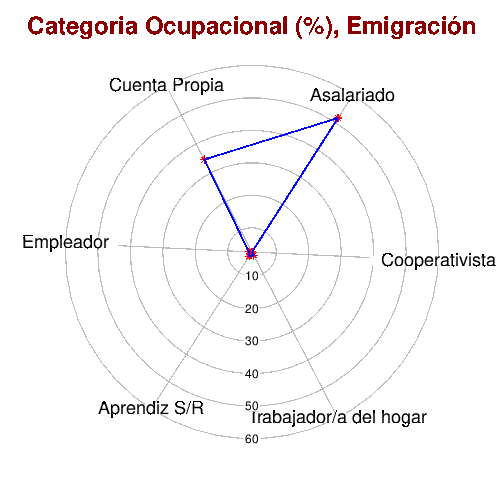 Categoria Ocupacional (%), Emigración
Cuenta Propia
Asalariado
Empleador
Cooperativista
10
20
30
40
50
60
Aprendiz S/R
Trabajador/a del hogar